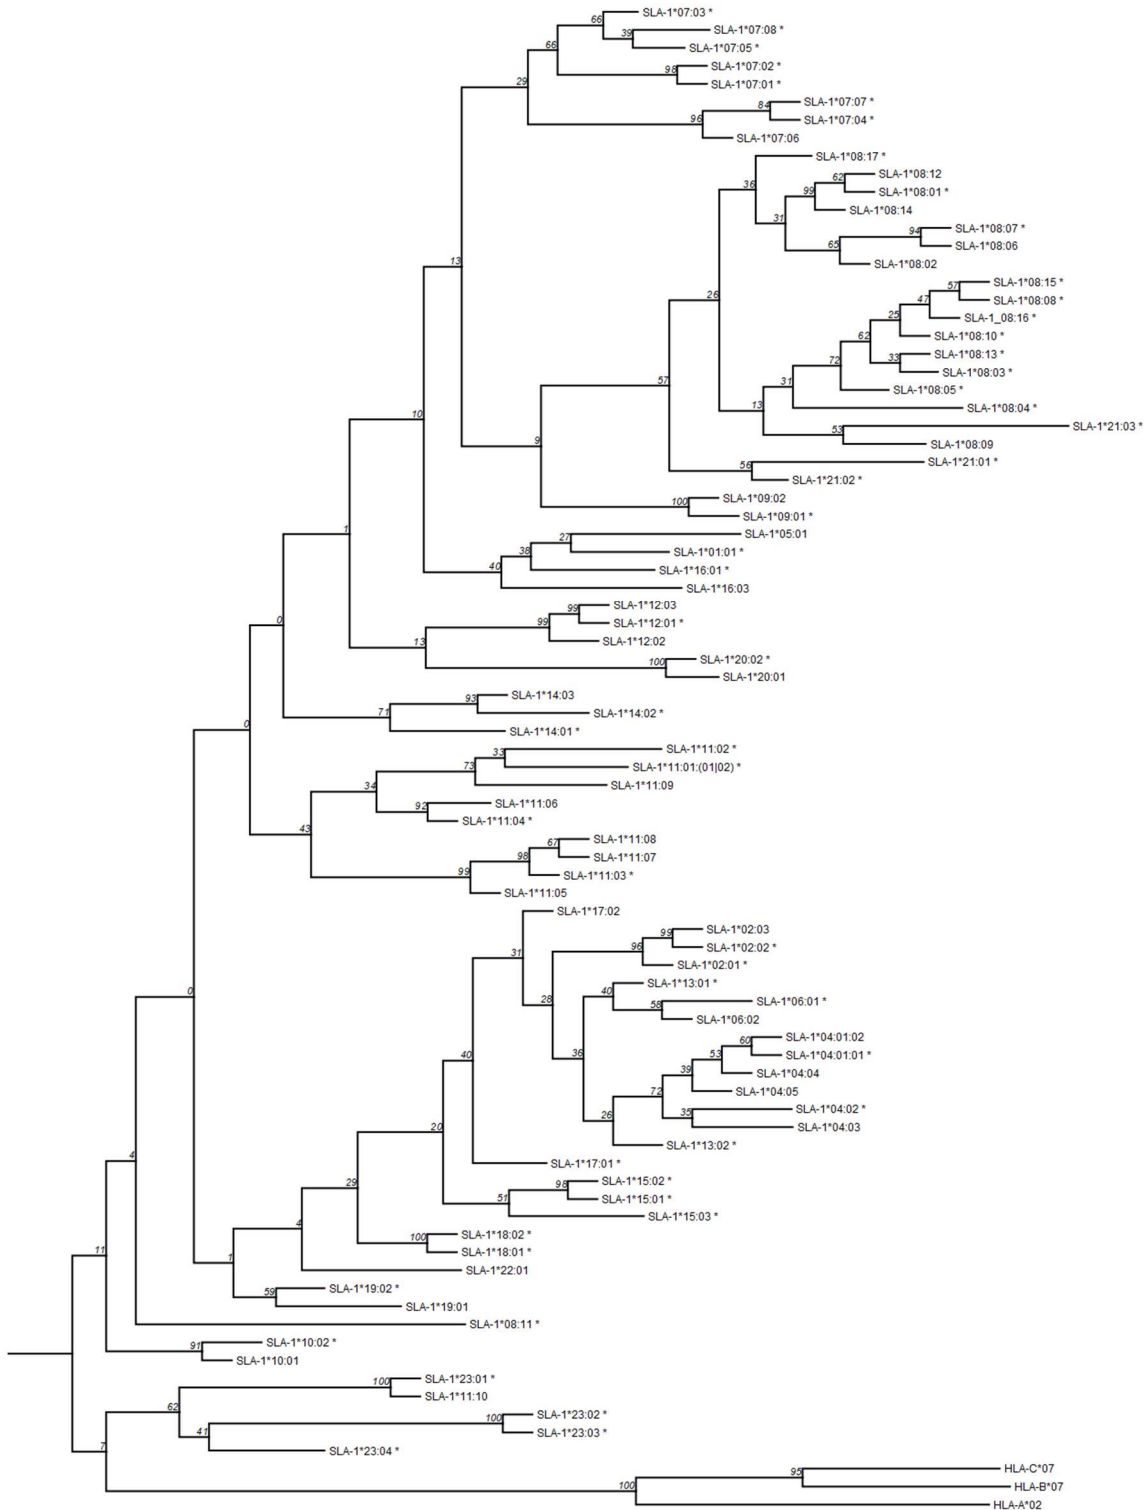 66 SLA-1*07:03 *
39 SLA-1*07:08 *
66 SLA-1*07:05 *
98 SLA-1*07:02 *
29 SLA-1*07:01 *
84 SLA-1*07:07 *
96 SLA-1*07:04 *
SLA-1*07:06
SLA-1*08:17 *
36 62 SLA-1*08:12
99 SLA-1*08:01 *
31 SLA-1*08:14
94 SLA-1*08:07 *
65 SLA-1*08:06
13 SLA-1*08:02
26 57 SLA-1*08:15 *
47 SLA-1*08:08 *
25 SLA-1_08:16 *
62 SLA-1*08:10 *
33 SLA-1*08:13 *
72 SLA-1*08:03 *
57 31 SLA-1*08:05 *
13 SLA-1*08:04 *
10 53 SLA-1*21:03 *
9 SLA-1*08:09
56 SLA-1*21:01 *
SLA-1*21:02 *
100 SLA-1*09:02
SLA-1*09:01 *
1 27 SLA-1*05:01
38 SLA-1*01:01 *
40 SLA-1*16:01 *
SLA-1*16:03
99 SLA-1*12:03
0 99 SLA-1*12:01 *
13 SLA-1*12:02
100 SLA-1*20:02 *
SLA-1*20:01
93 SLA-1*14:03
71 SLA-1*14:02 *
0 SLA-1*14:01 *
33 SLA-1*11:02 *
73 SLA-1*11:01:(01|02) *
34 SLA-1*11:09
92 SLA-1*11:06
43 SLA-1*11:04 *
67 SLA-1*11:08
98 SLA-1*11:07
99 SLA-1*11:03 *
SLA-1*11:05
SLA-1*17:02
99 SLA-1*02:03
31 96 SLA-1*02:02 *
SLA-1*02:01 *
40 SLA-1*13:01 *
0 28 58 SLA-1*06:01 *
SLA-1*06:02
60 SLA-1*04:01:02
40 36 53 SLA-1*04:01:01 *
39 SLA-1*04:04
72 SLA-1*04:05
26 35 SLA-1*04:02 *
20 SLA-1*04:03
SLA-1*13:02 *
4 SLA-1*17:01 *
29 98 SLA-1*15:02 *
51 SLA-1*15:01 *
4 SLA-1*15:03 *
100 SLA-1*18:02 *
11 1 SLA-1*18:01 *
SLA-1*22:01
59 SLA-1*19:02 *
SLA-1*19:01
SLA-1*08:11 *
91 SLA-1*10:02 *
SLA-1*10:01
100 SLA-1*23:01 *
62 SLA-1*11:10
100 SLA-1*23:02 *
41 SLA-1*23:03 *
7 SLA-1*23:04 *
95 HLA-C*07
100 HLA-B*07
HLA-A*02